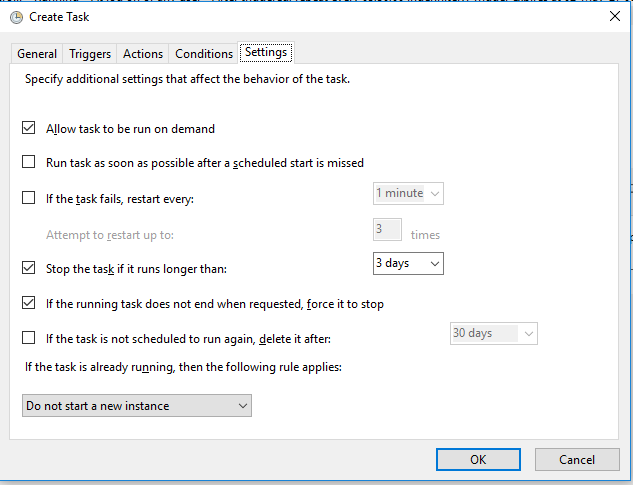 Create Task
General Triggers Actions Conditions Settings
Specify additional settings that affect the behavior of the task.
Allow task to be run on demand
Run task as soon as possible after a scheduled start is missed
If the task fails, restart every: 1 minute
Attempt to restart up to: 3 times
Stop the task if it runs longer than: 3 days
If the running task does not end when requested, force it to stop
If the task is not scheduled to run again, delete it after: 30 days
If the task is already running, then the following rule applies:
Do not start a new instance
OK Cancel